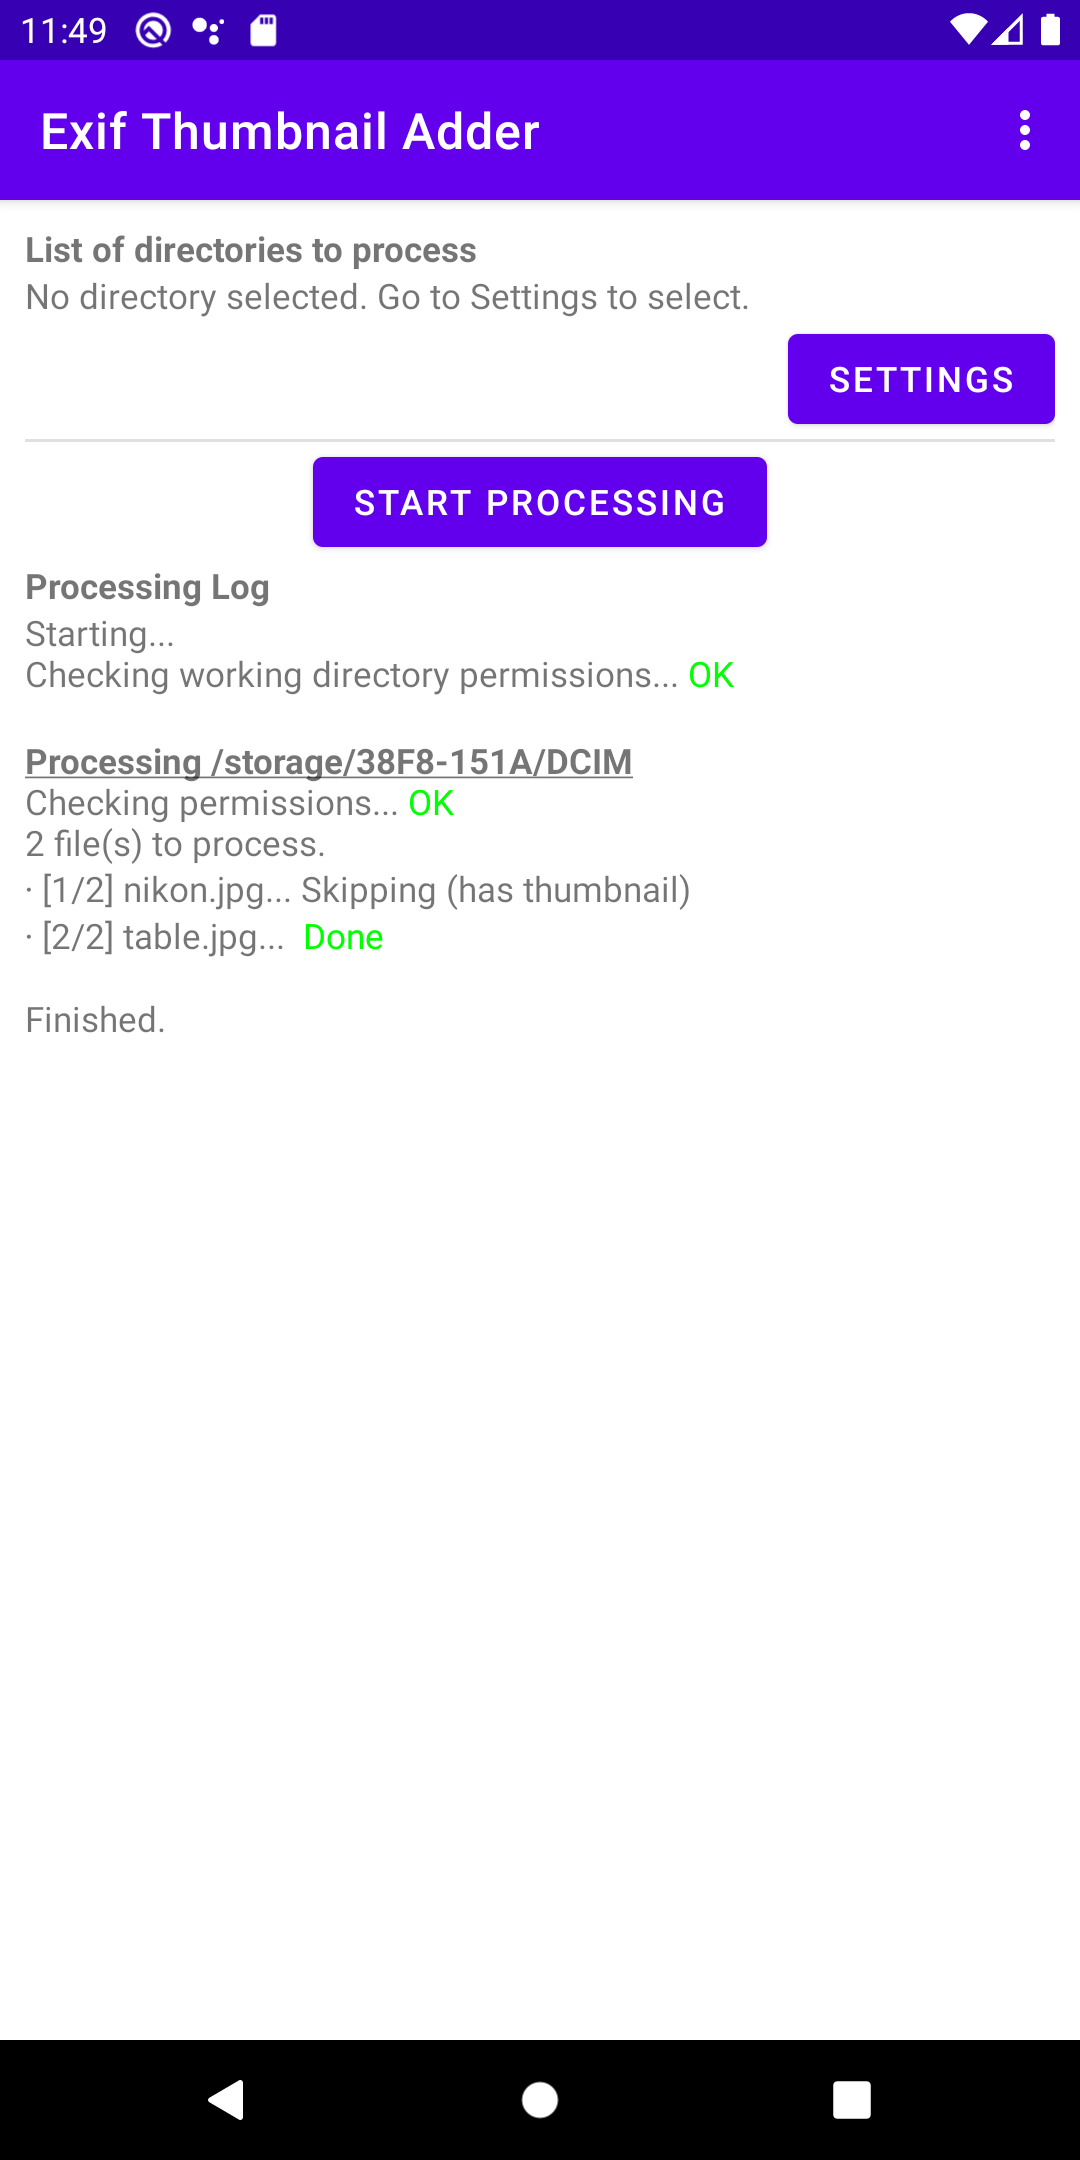 11:49
Exif Thumbnail Adder
List of directories to process
No directory selected. Go to Settings to select.
SETTINGS
START PROCESSING
Processing Log
Starting...
Checking working directory permissions... OK
Processing /storage/38F8-151A/DCIM
Checking permissions... OK
2 file(s) to process.
· [1/2] nikon.jpg... Skipping (has thumbnail)
· [2/2] table.jpg...  Done
Finished.